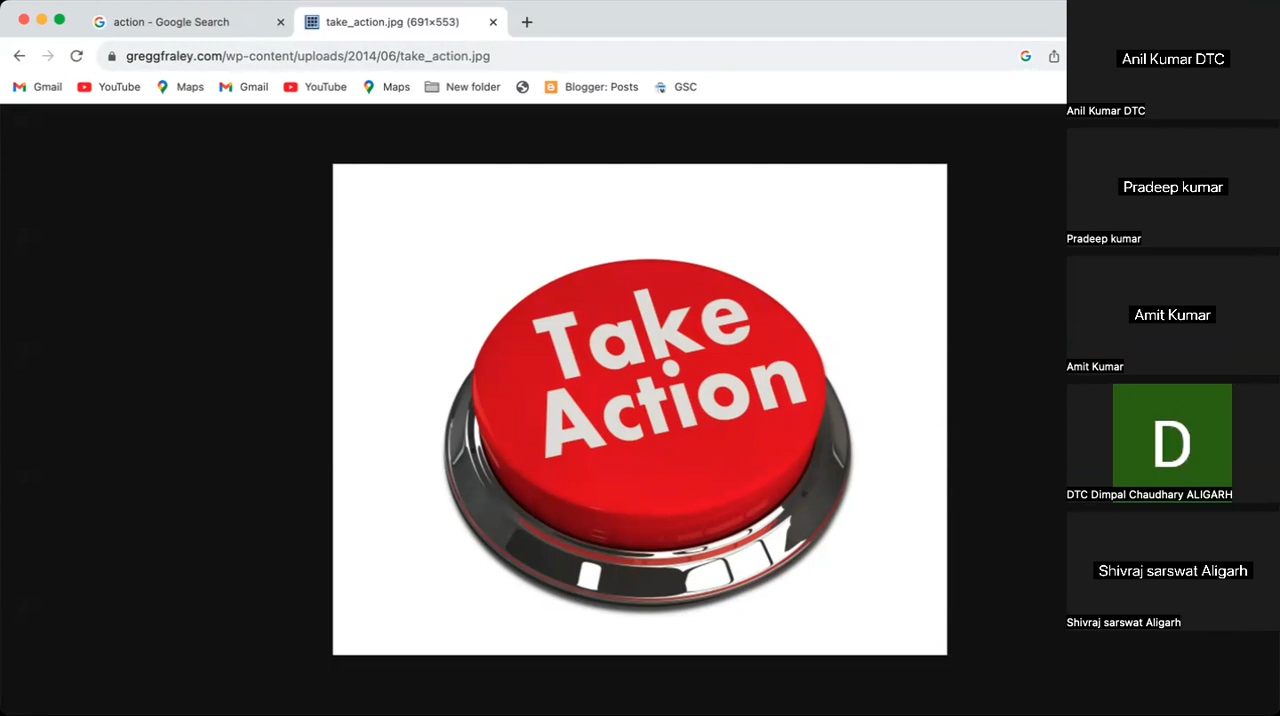 action - Google Search
take_action.jpg (691×553)
greggfraley.com/wp-content/uploads/2014/06/take_action.jpg
Gmail YouTube Maps Gmail YouTube Maps New folder Blogger: Posts GSC
Take
Action
Anil Kumar DTC
Anil Kumar DTC
Pradeep kumar
Pradeep kumar
Amit Kumar
Amit Kumar
D
DTC Dimpal Chaudhary ALIGARH
Shivraj sarswat Aligarh
Shivraj sarswat Aligarh